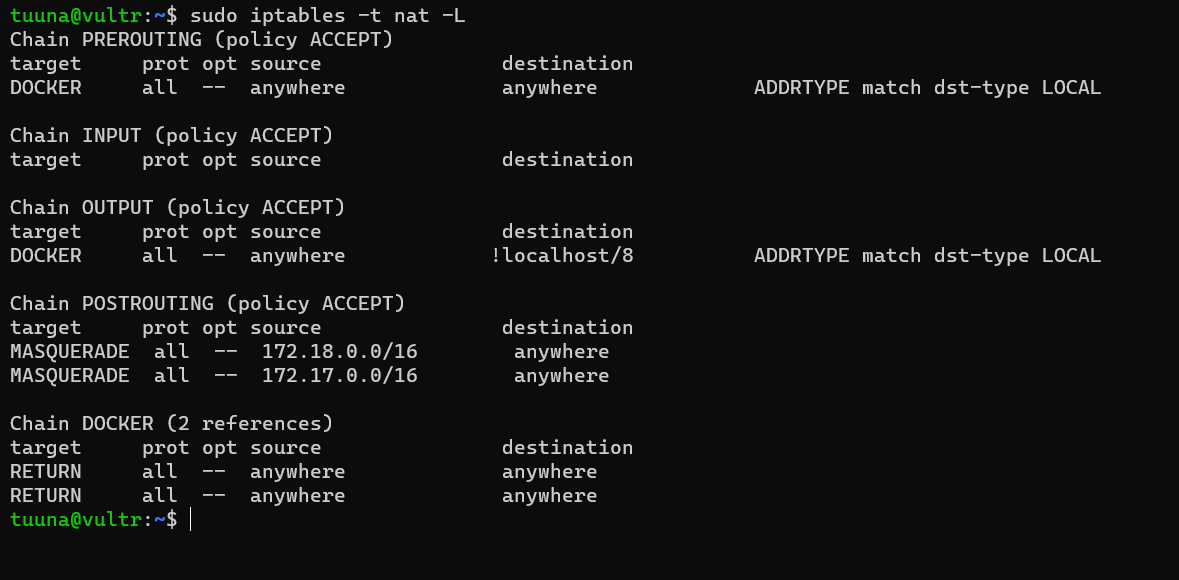 tuuna@vultr:~$ sudo iptables -t nat -L
Chain PREROUTING (policy ACCEPT)
target     prot opt source               destination
DOCKER     all  --  anywhere             anywhere             ADDRTYPE match dst-type LOCAL

Chain INPUT (policy ACCEPT)
target     prot opt source               destination

Chain OUTPUT (policy ACCEPT)
target     prot opt source               destination
DOCKER     all  --  anywhere            !localhost/8          ADDRTYPE match dst-type LOCAL

Chain POSTROUTING (policy ACCEPT)
target     prot opt source               destination
MASQUERADE  all  --  172.18.0.0/16        anywhere
MASQUERADE  all  --  172.17.0.0/16        anywhere

Chain DOCKER (2 references)
target     prot opt source               destination
RETURN     all  --  anywhere             anywhere
RETURN     all  --  anywhere             anywhere
tuuna@vultr:~$